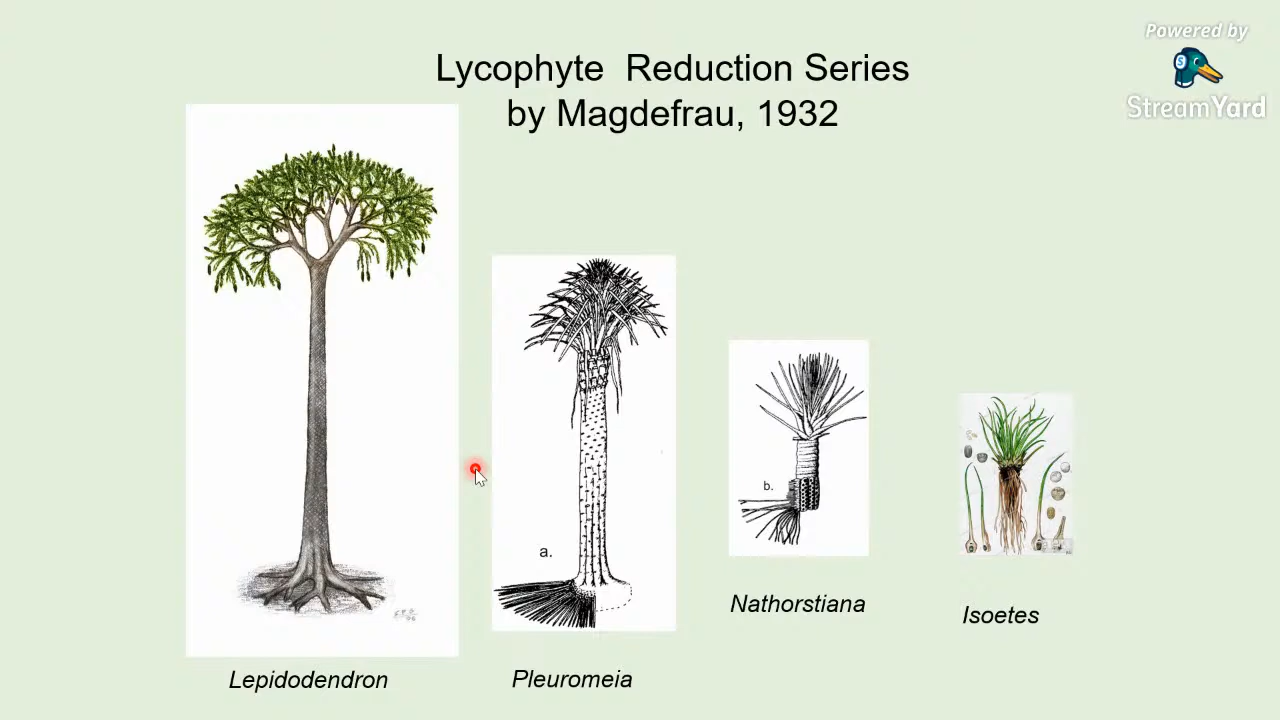 Powered by
StreamYard
Lycophyte  Reduction Series
by Magdefrau, 1932
a.
b.
Lepidodendron
Pleuromeia
Nathorstiana
Isoetes